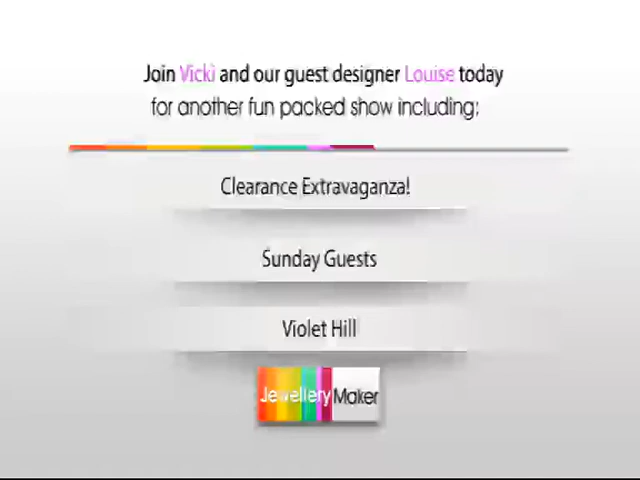 Join Vicki and our guest designer Louise today
for another fun packed show including:
Clearance Extravaganza!
Sunday Guests
Violet Hill
JewelleryMaker